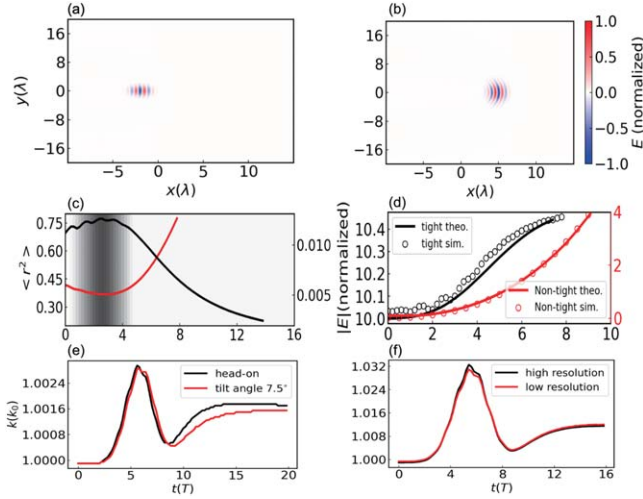 (a)
(b)
16
8
0
−8
−16
y(λ)
−5 0 5 10
x(λ)
16
8
0
−8
−16
−5 0 5 10
x(λ)
1.0
0.5
0.0
−0.5
−1.0
E (normalized)
(c)
(d)
0.75
0.60
0.45
0.30
< r² >
0.010
0.005
0 4 8 12 16
10.4
10.3
10.2
10.1
10.0
|E|(normalized)
tight theo.
tight sim.
Non-tight theo.
Non-tight sim.
4
2
0
0 2 4 6 8 10
(e)
(f)
1.0024
1.0016
1.0008
1.0000
k(k₀)
head-on
tilt angle 7.5°
0 5 10 15 20
t(T)
1.032
1.024
1.016
1.008
1.000
high resolution
low resolution
0 4 8 12 16
t(T)